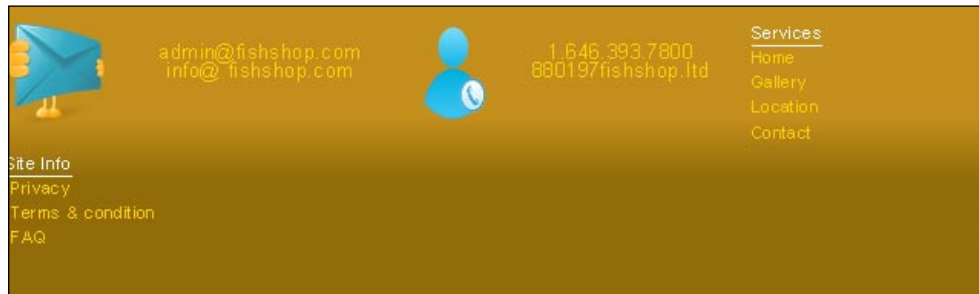 admin@fishshop.com
info@ fishshop.com
1.646.393.7800
880197fishshop.ltd
Services
Home
Gallery
Location
Contact
Site Info
Privacy
Terms & condition
FAQ